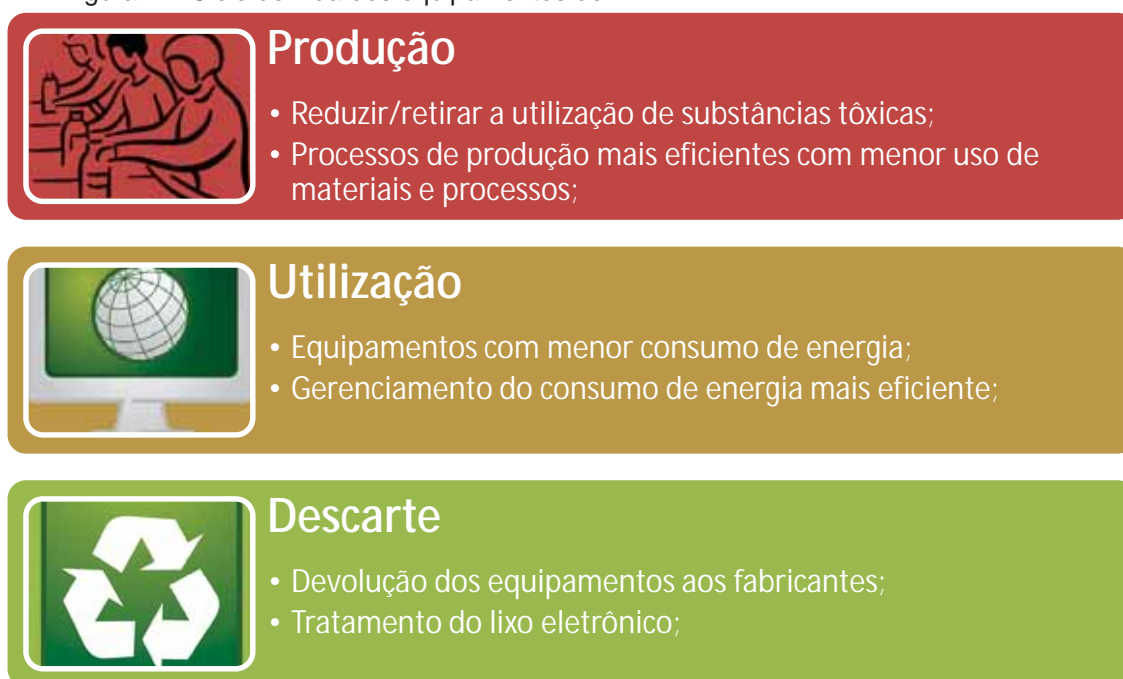 Produção
• Reduzir/retirar a utilização de substâncias tôxicas;
• Processos de produção mais eficientes com menor uso de
materiais e processos;
Utilização
• Equipamentos com menor consumo de energia;
• Gerenciamento do consumo de energia mais eficiente;
Descarte
• Devolução dos equipamentos aos fabricantes;
• Tratamento do lixo eletrônico;